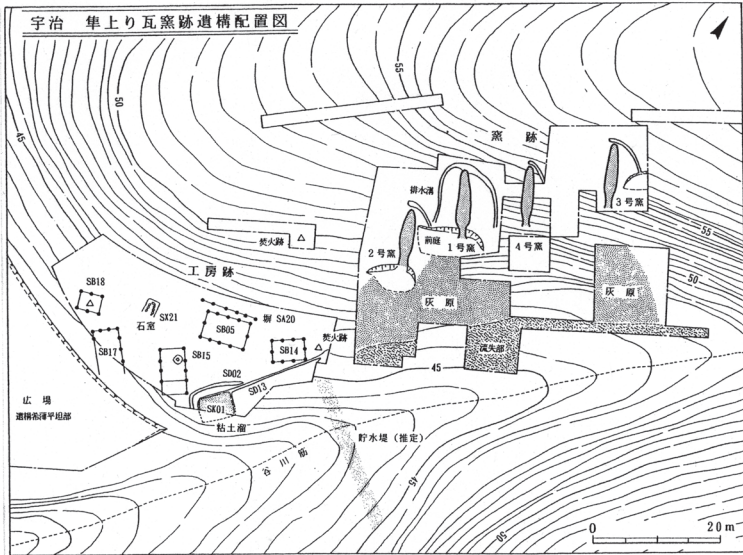 宇治 隼上り瓦窯跡遺構配置図
50
55
45
窯跡
排水溝
3号窯
前庭
1号窯
4号窯
2号窯
焚火跡
55
工房跡
50
SB18
灰原
灰原
SX21
石室
塀 SA20
SB05
焚火跡
流失部
SB17
SB15
SB14
45
SD02
SD13
広場
遺構希薄平坦部
SK01
粘土溜
貯水堤(推定)
谷川筋
45
50
0 20m